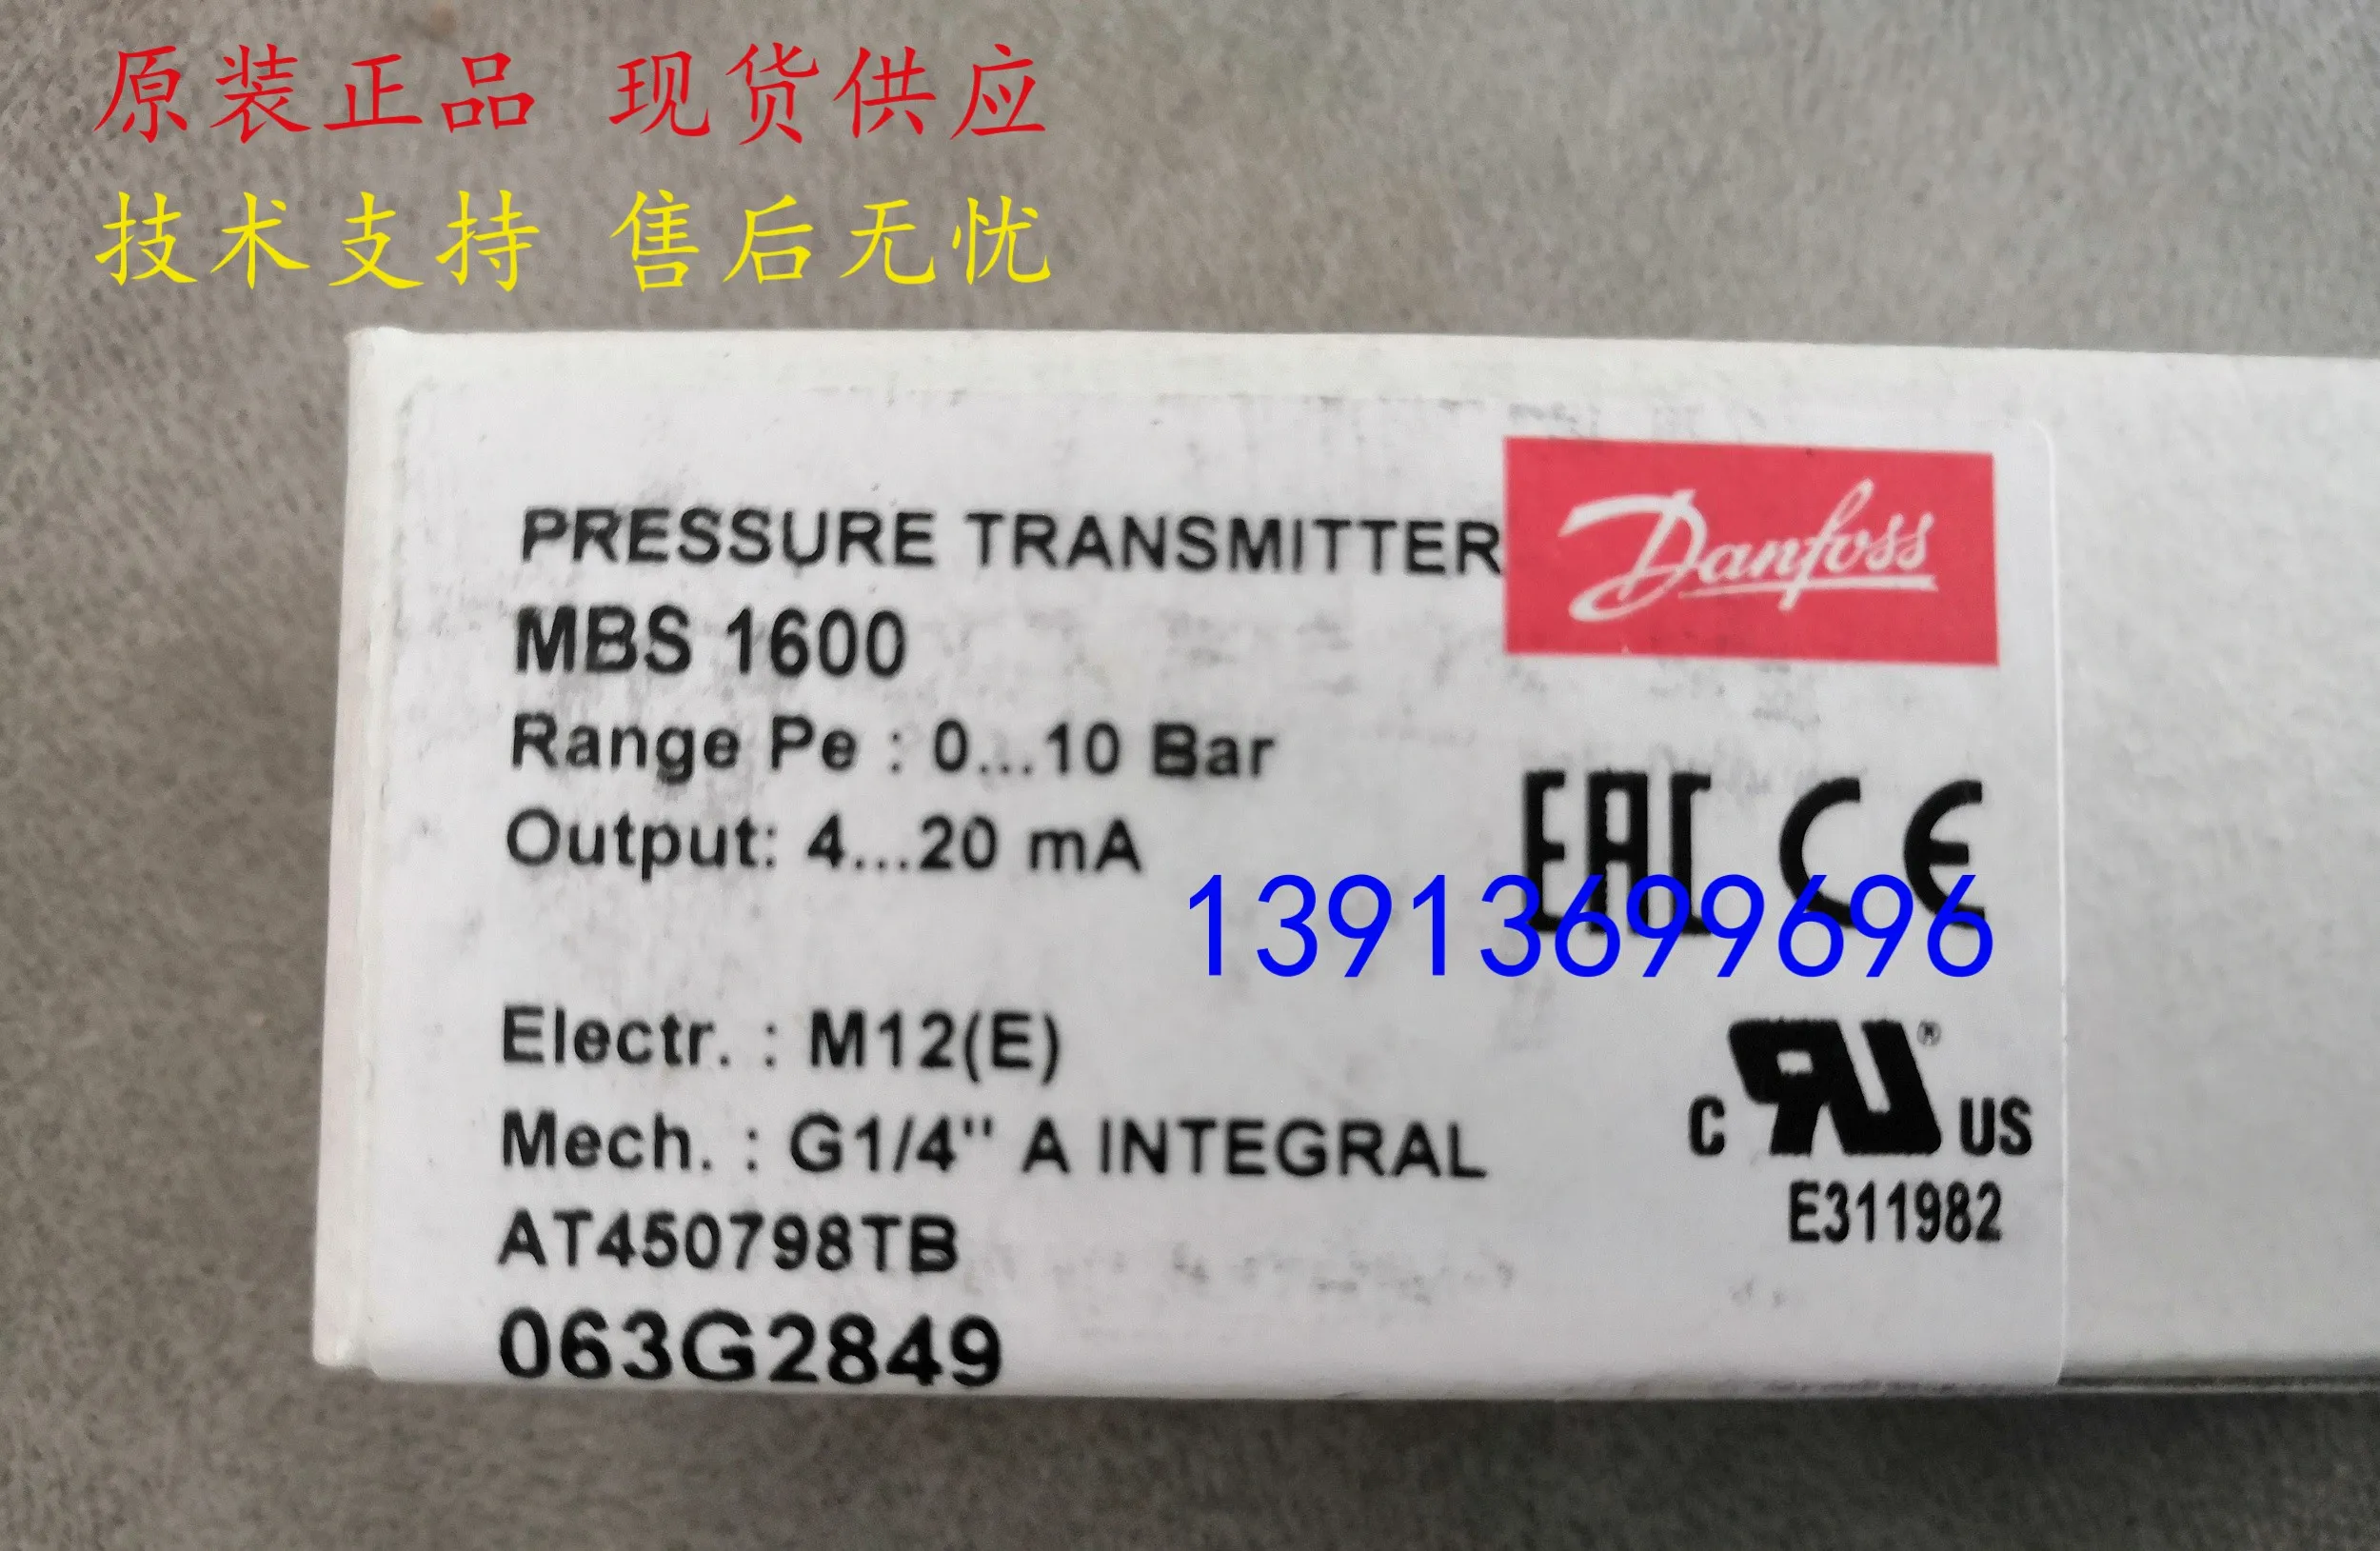 原装正品 现货供应
技术支持 售后无忧
PRESSURE TRANSMITTER
Danfoss
MBS 1600
Range Pe : 0...10 Bar
Output: 4...20 mA
EAC CE
13913699696
Electr. : M12(E)
Mech. : G1/4" A INTEGRAL
c RU ® US
AT450798TB
E311982
063G2849